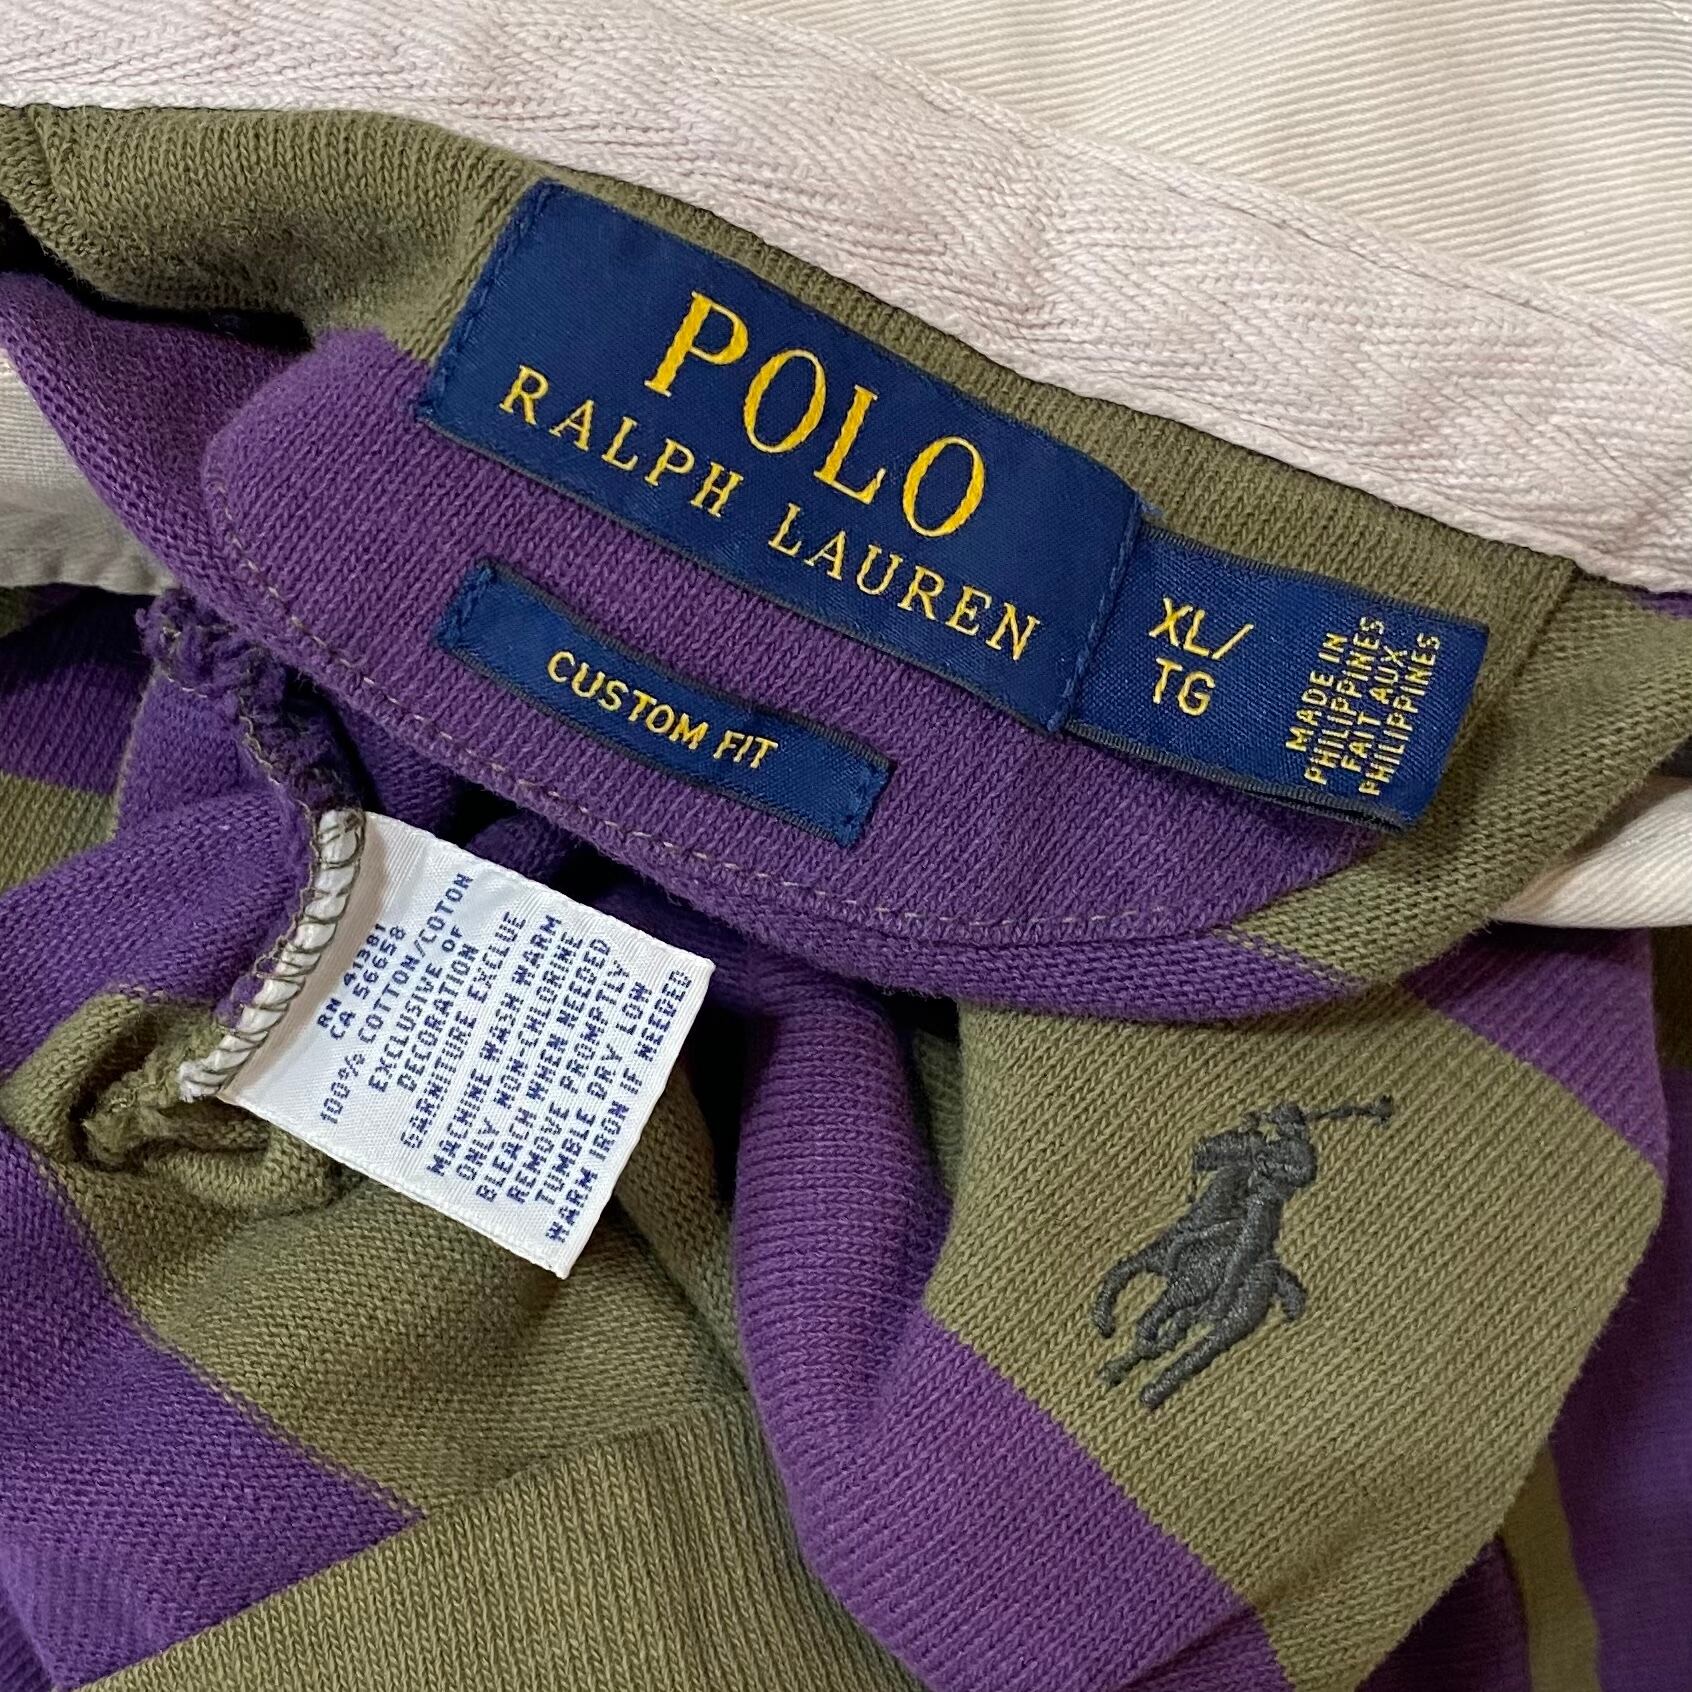 POLO
RALPH LAUREN
CUSTOM FIT
XL/
TG
MADE IN
PHILIPPINES
FAIT AUX
PHILIPPINES
RN 41381
CA 56658
100% COTTON/COTON
EXCLUSIVE OF
DECORATION
GARNITURE EXCLUE
MACHINE WASH WARM
ONLY NON-CHLORINE
BLEACH WHEN NEEDED
REMOVE PROMPTLY
TUMBLE DRY LOW
WARM IRON IF NEEDED